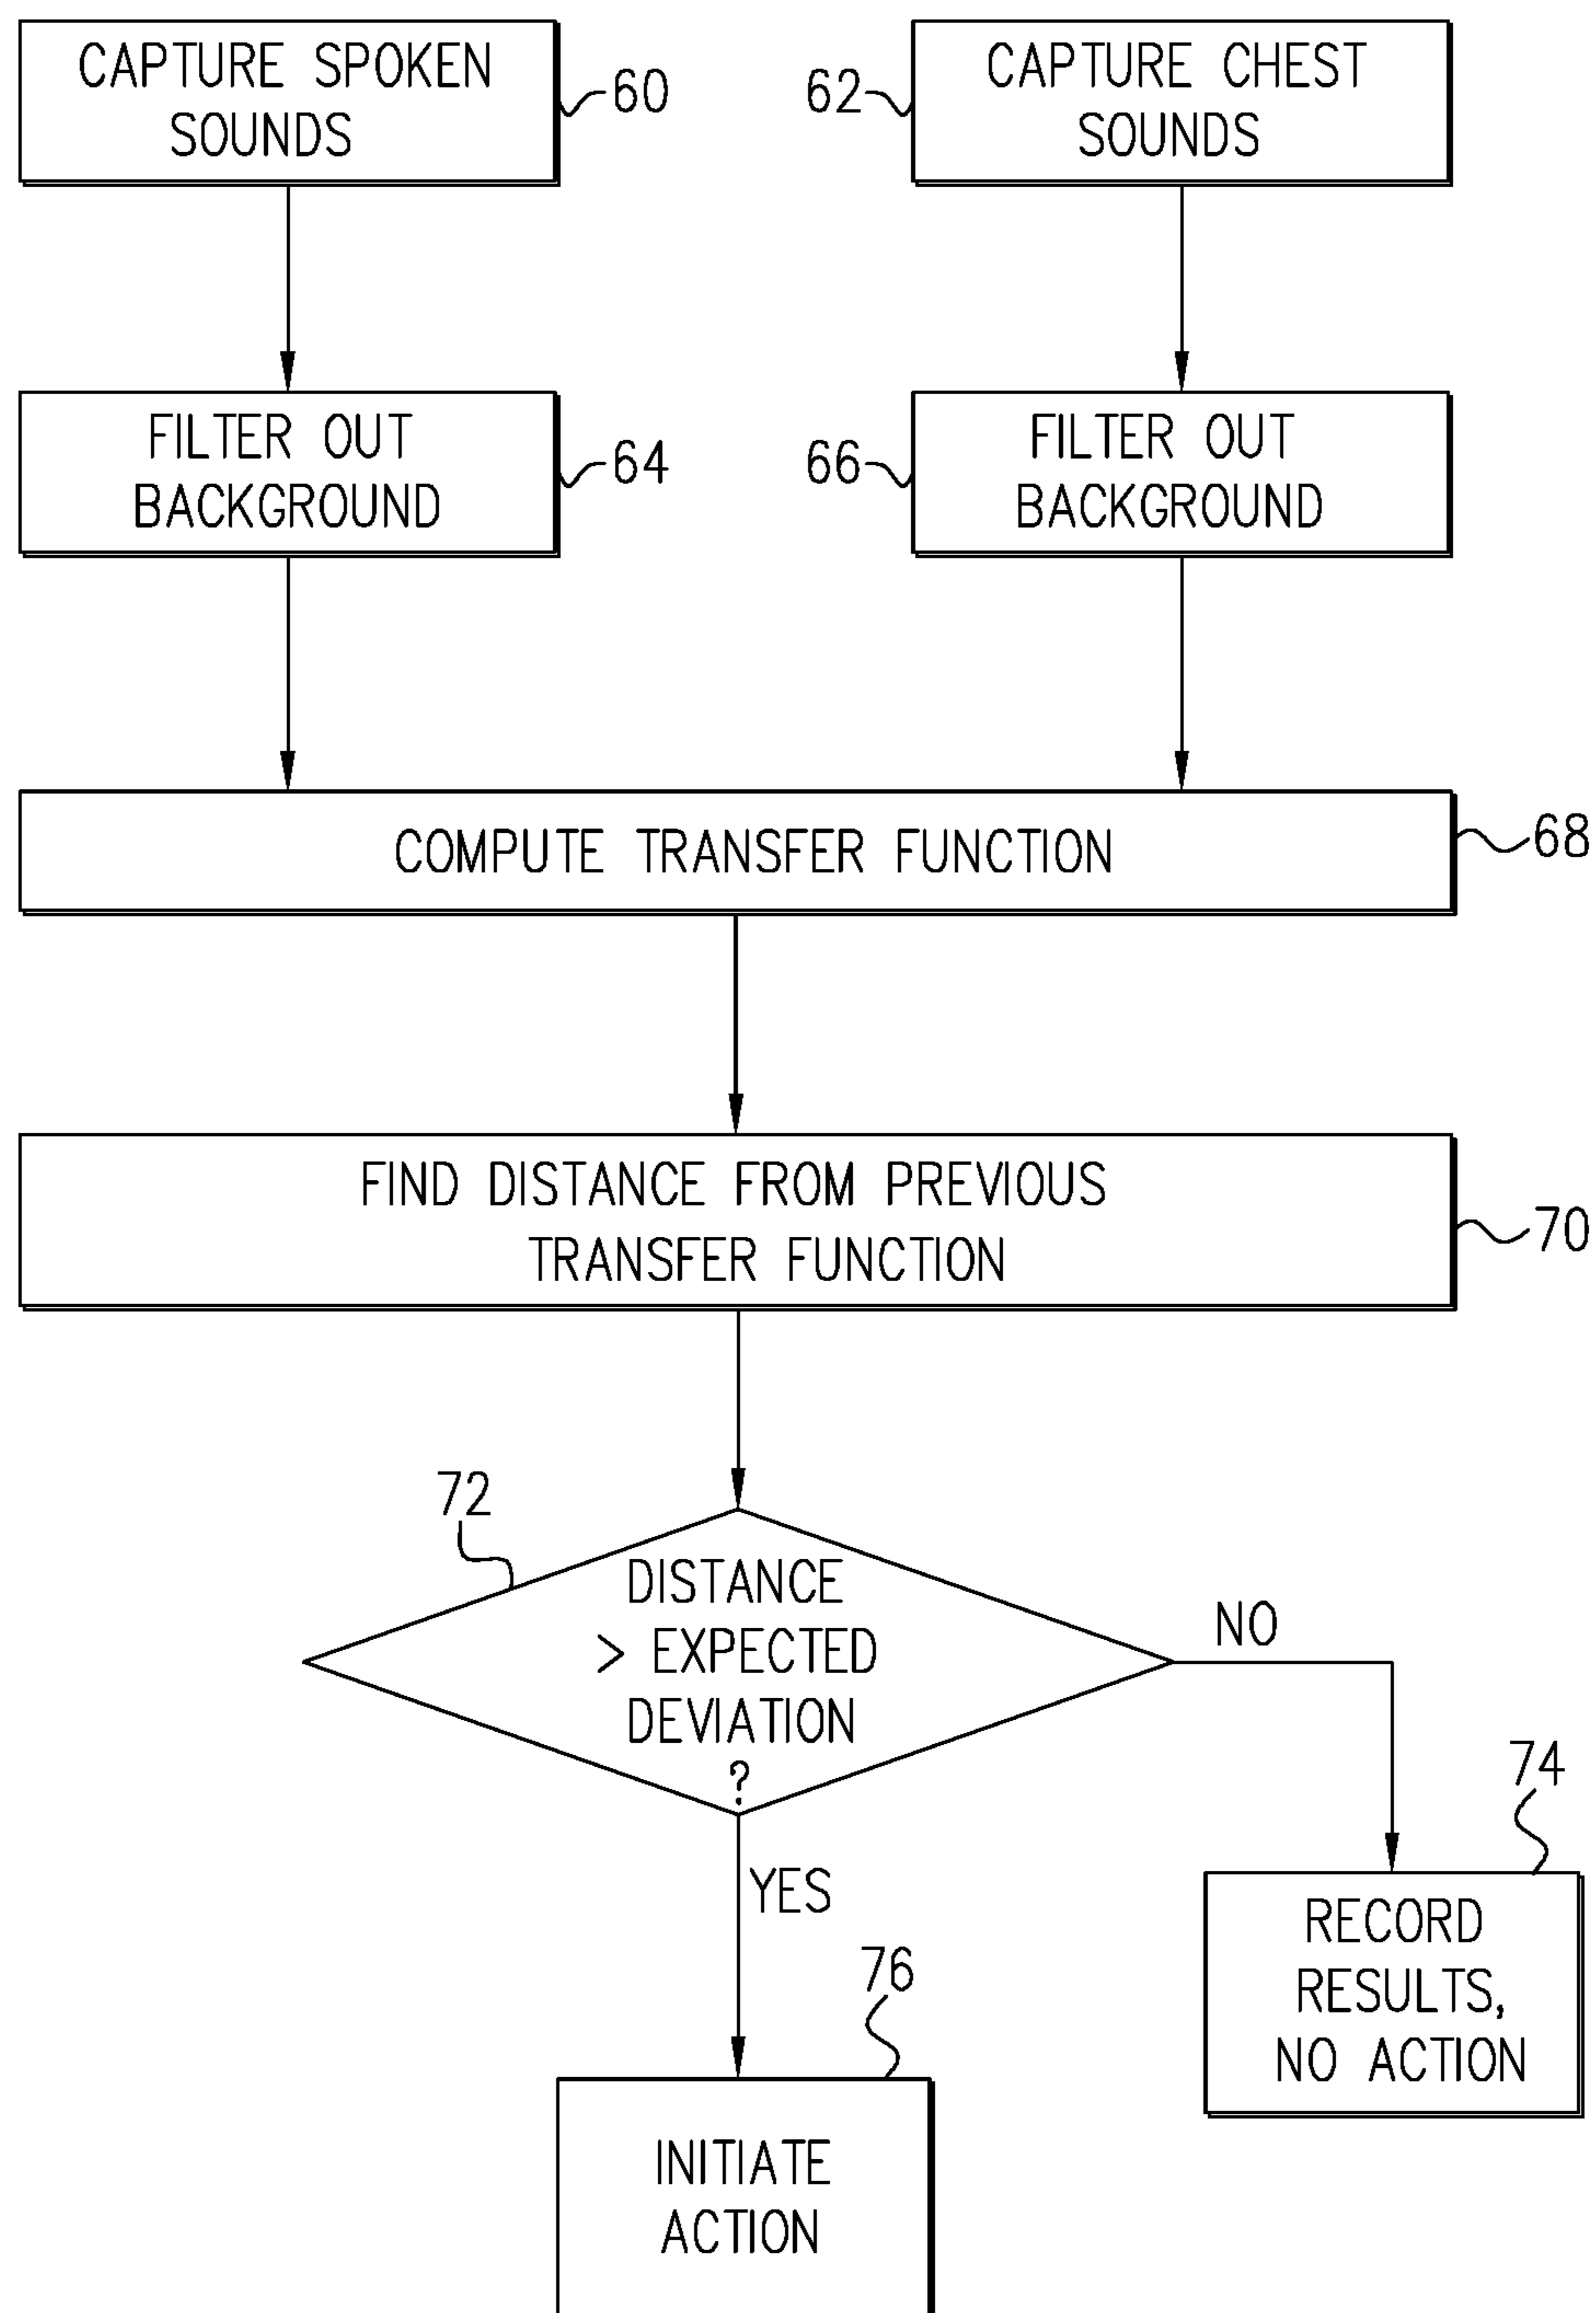 CAPTURE SPOKEN
SOUNDS
60
62
CAPTURE CHEST
SOUNDS
FILTER OUT
BACKGROUND
64
66
FILTER OUT
BACKGROUND
COMPUTE TRANSFER FUNCTION
68
FIND DISTANCE FROM PREVIOUS
TRANSFER FUNCTION
70
72
DISTANCE
> EXPECTED
DEVIATION
?
NO
YES
74
RECORD
RESULTS,
NO ACTION
76
INITIATE
ACTION